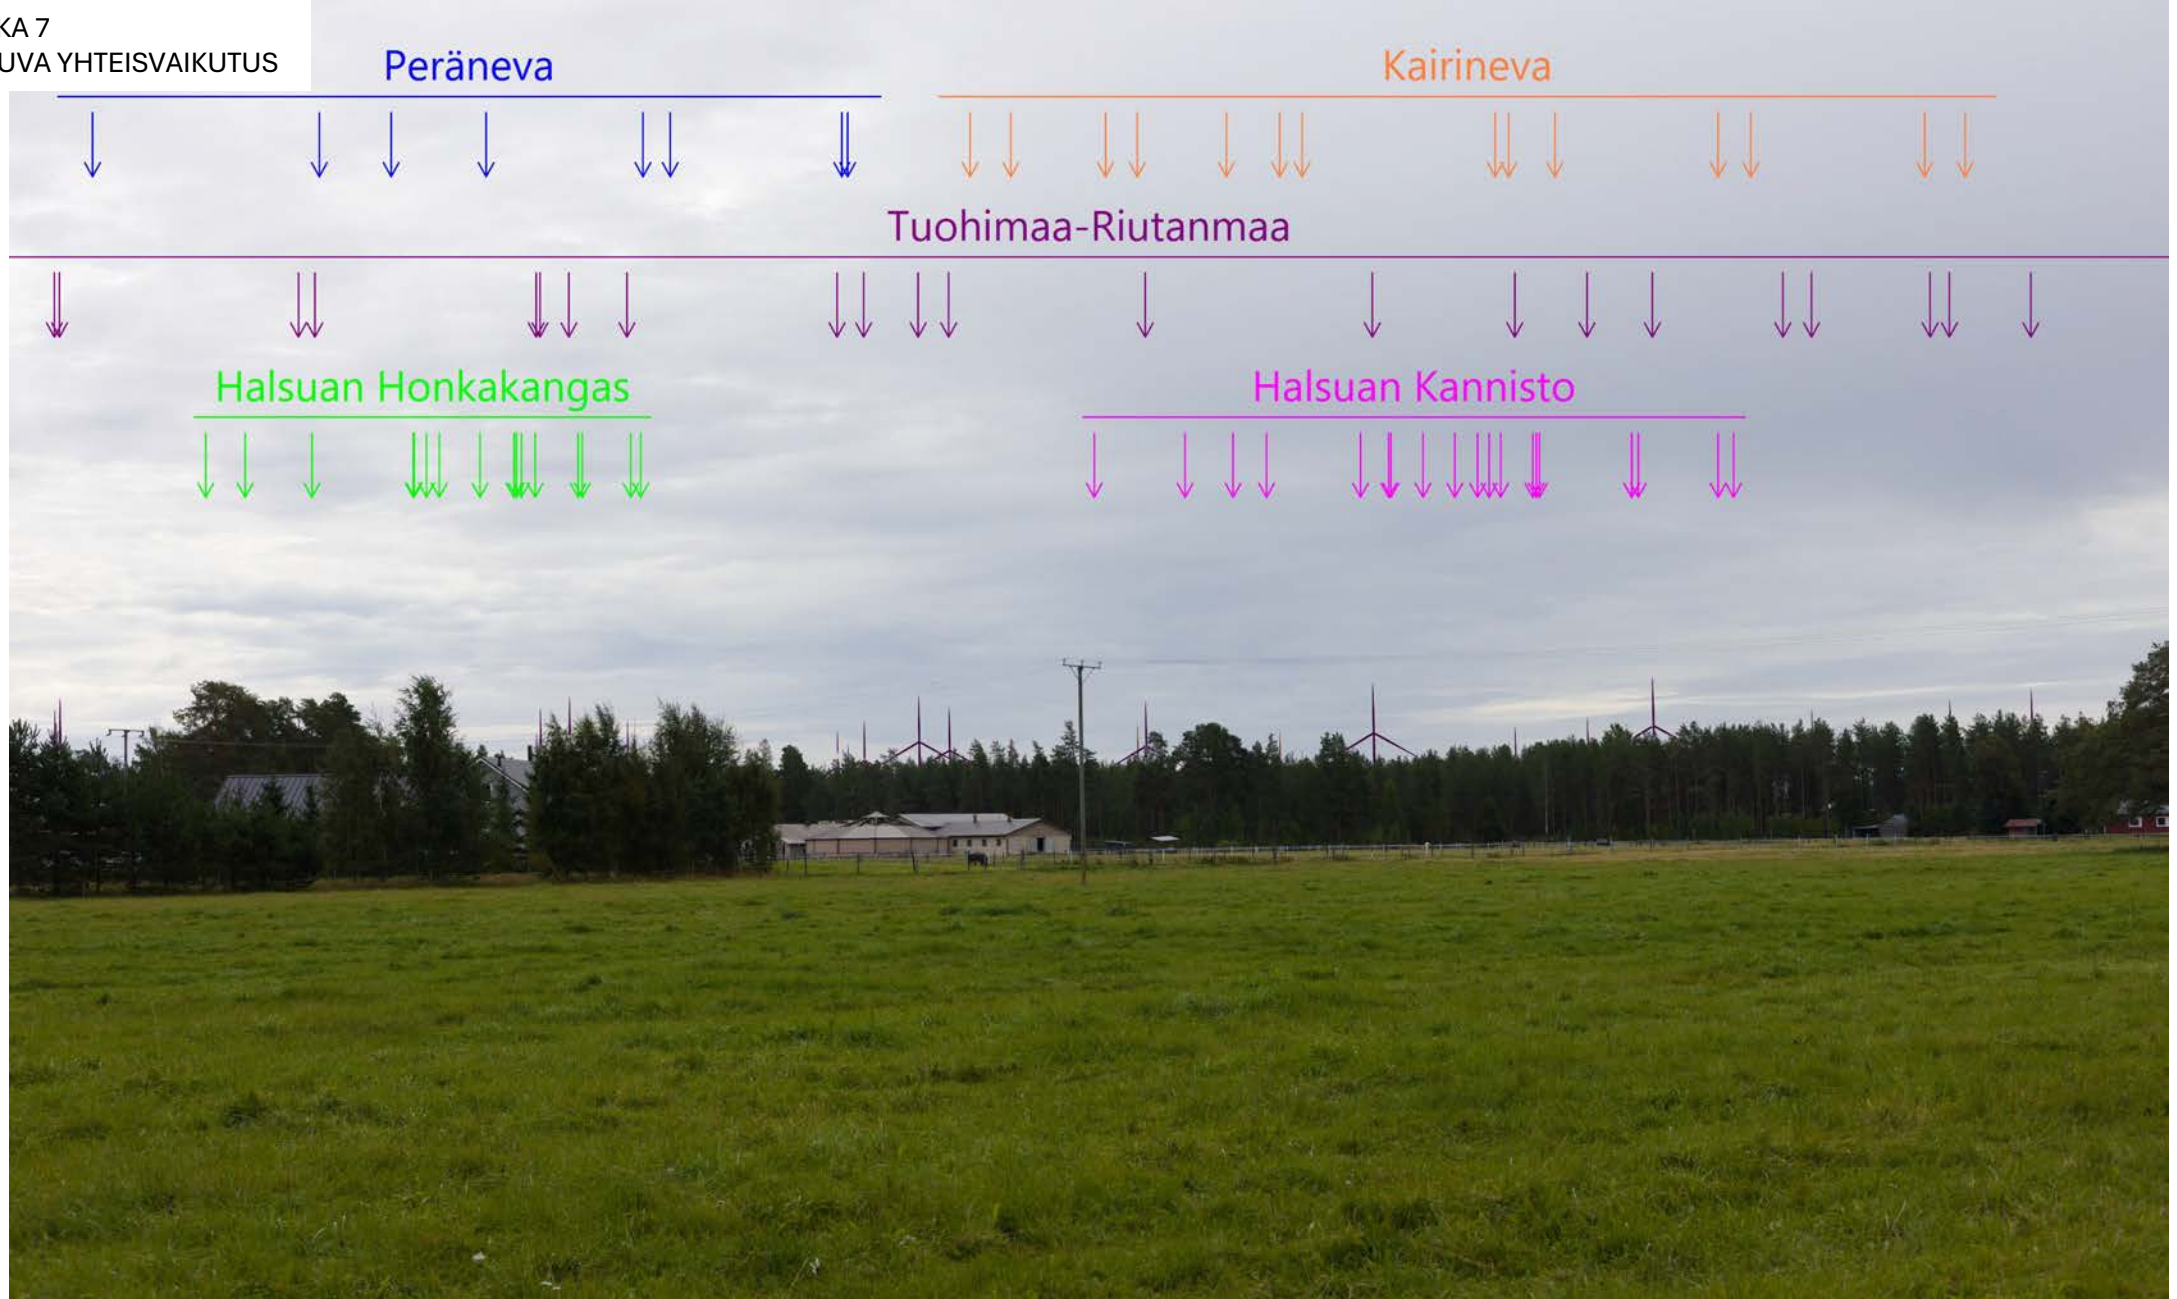 KA 7
UVA YHTEISVAIKUTUS
Peräneva
Kairineva
Tuohimaa-Riutanmaa
Halsuan Honkakangas
Halsuan Kannisto